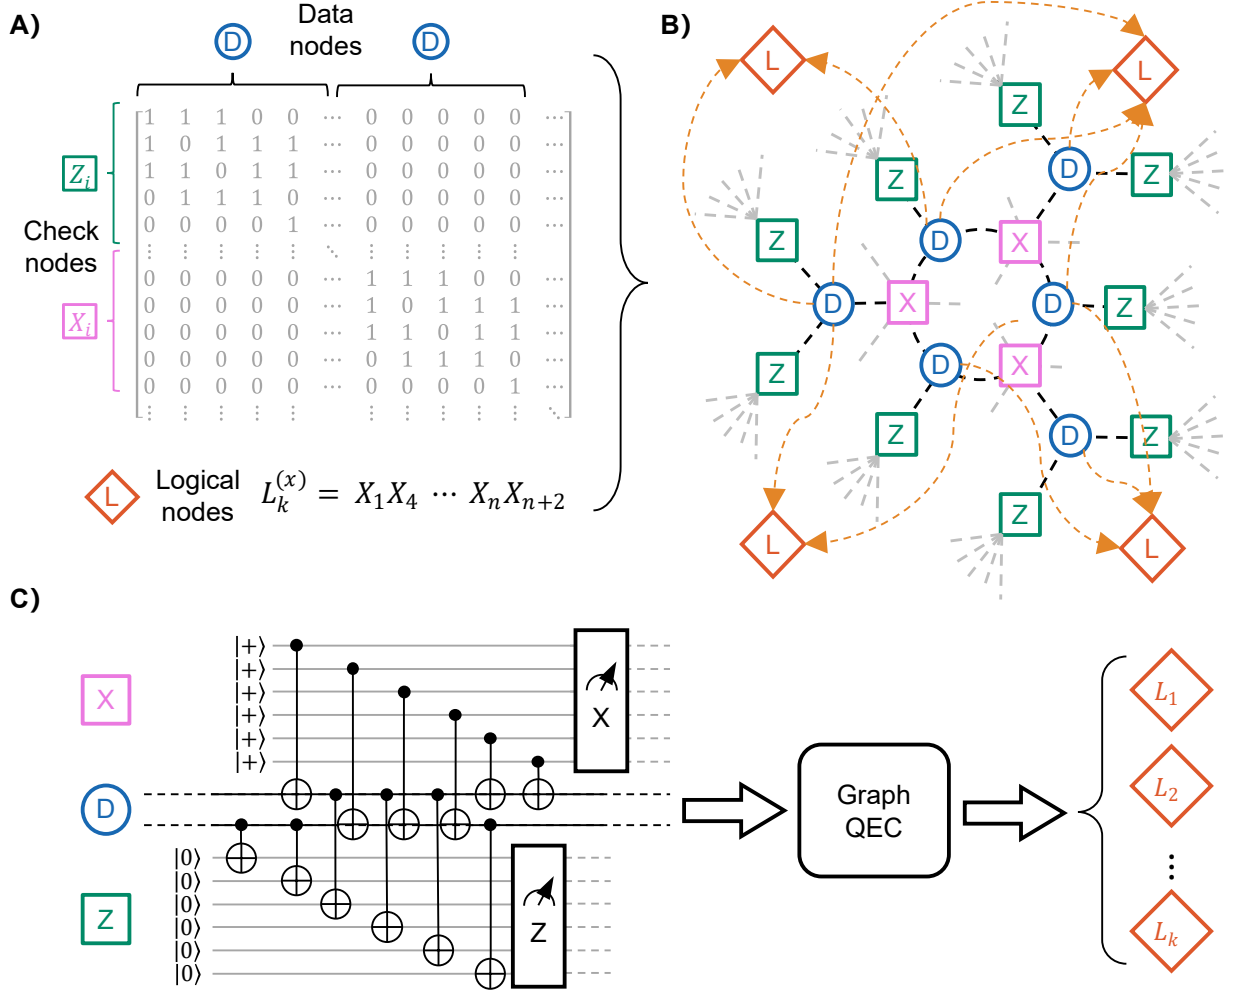 A)
Data nodes
D
D
1 1 1 0 0 ⋯ 0 0 0 0 0 ⋯
1 0 1 1 1 ⋯ 0 0 0 0 0 ⋯
1 1 0 1 1 ⋯ 0 0 0 0 0 ⋯
0 1 1 1 0 ⋯ 0 0 0 0 0 ⋯
0 0 0 0 1 ⋯ 0 0 0 0 0 ⋯
⋮ ⋮ ⋮ ⋮ ⋮ ⋱ ⋮ ⋮ ⋮ ⋮ ⋮ ⋯
0 0 0 0 0 ⋯ 1 1 1 0 0 ⋯
0 0 0 0 0 ⋯ 1 0 1 1 1 ⋯
0 0 0 0 0 ⋯ 1 1 0 1 1 ⋯
0 0 0 0 0 ⋯ 0 1 1 1 0 ⋯
0 0 0 0 0 ⋯ 0 0 0 0 1 ⋯
⋮ ⋮ ⋮ ⋮ ⋮ ⋮ ⋮ ⋮ ⋮ ⋮ ⋱
Z_i
Check
nodes
X_i
L
Logical
nodes
L_k^(x) = X_1X_4 ⋯ X_nX_{n+2}
B)
L
L
Z
D
Z
Z
D
X
Z
D
X
D
Z
Z
D
X
Z
D
Z
Z
L
L
C)
X
|+⟩
|+⟩
|+⟩
|+⟩
|+⟩
|+⟩
X
D
Z
|0⟩
|0⟩
|0⟩
|0⟩
|0⟩
|0⟩
Z
Graph
QEC
L_1
L_2
⋮
L_k